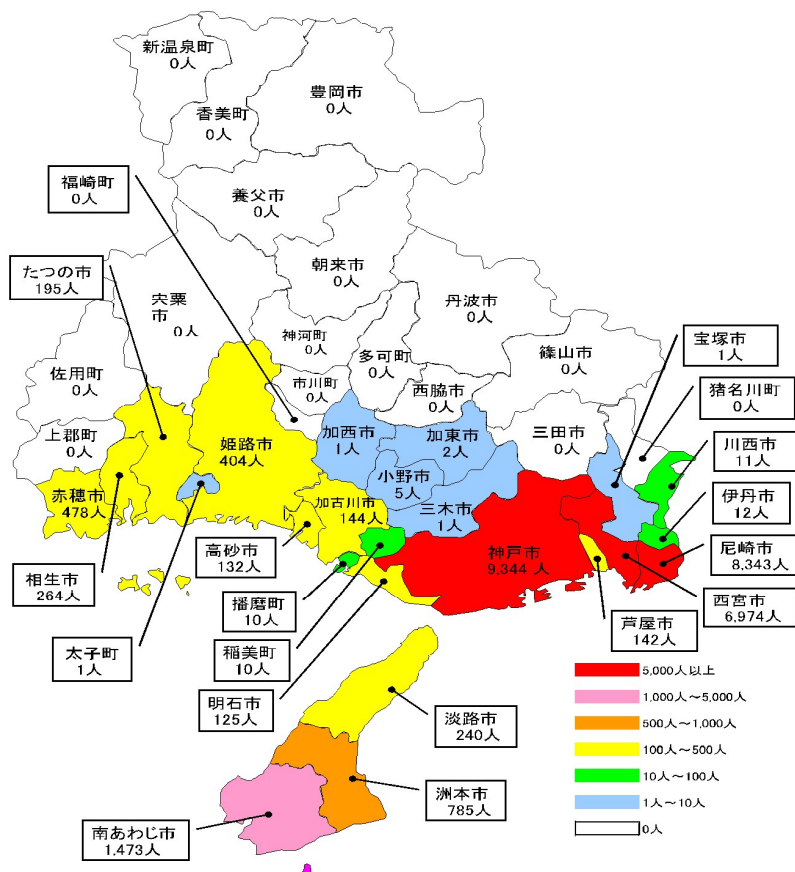 新温泉町
0人
香美町
0人
豊岡市
0人
福崎町
0人
養父市
0人
たつの市
195人
宍粟
市
0人
朝来市
0人
丹波市
0人
神河町
0人
多可町
0人
篠山市
0人
宝塚市
1人
佐用町
0人
市川町
0人
西脇市
0人
猪名川町
0人
上郡町
0人
姫路市
404人
加西市
1人
加東市
2人
三田市
0人
川西市
11人
小野市
5人
赤穂市
478人
加古川市
144人
三木市
1人
伊丹市
12人
高砂市
132人
神戸市
9,344人
尼崎市
8,343人
相生市
264人
播磨町
10人
西宮市
6,974人
芦屋市
142人
太子町
1人
稲美町
10人
明石市
125人
淡路市
240人
洲本市
785人
南あわじ市
1,473人
5,000人以上
1,000人～5,000人
500人～1,000人
100人～500人
10人～100人
1人～10人
0人